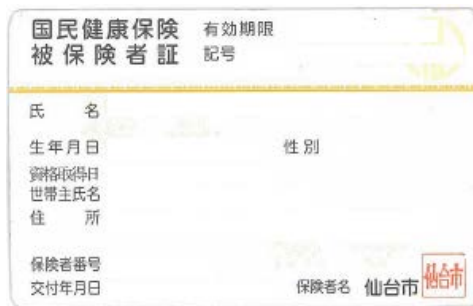 国民健康保険 有効期限
被保険者証 記号
氏 名
生年月日 性別
資格取得日
世帯主氏名
住 所
保険者番号
交付年月日 保険者名 仙台市 仙台市